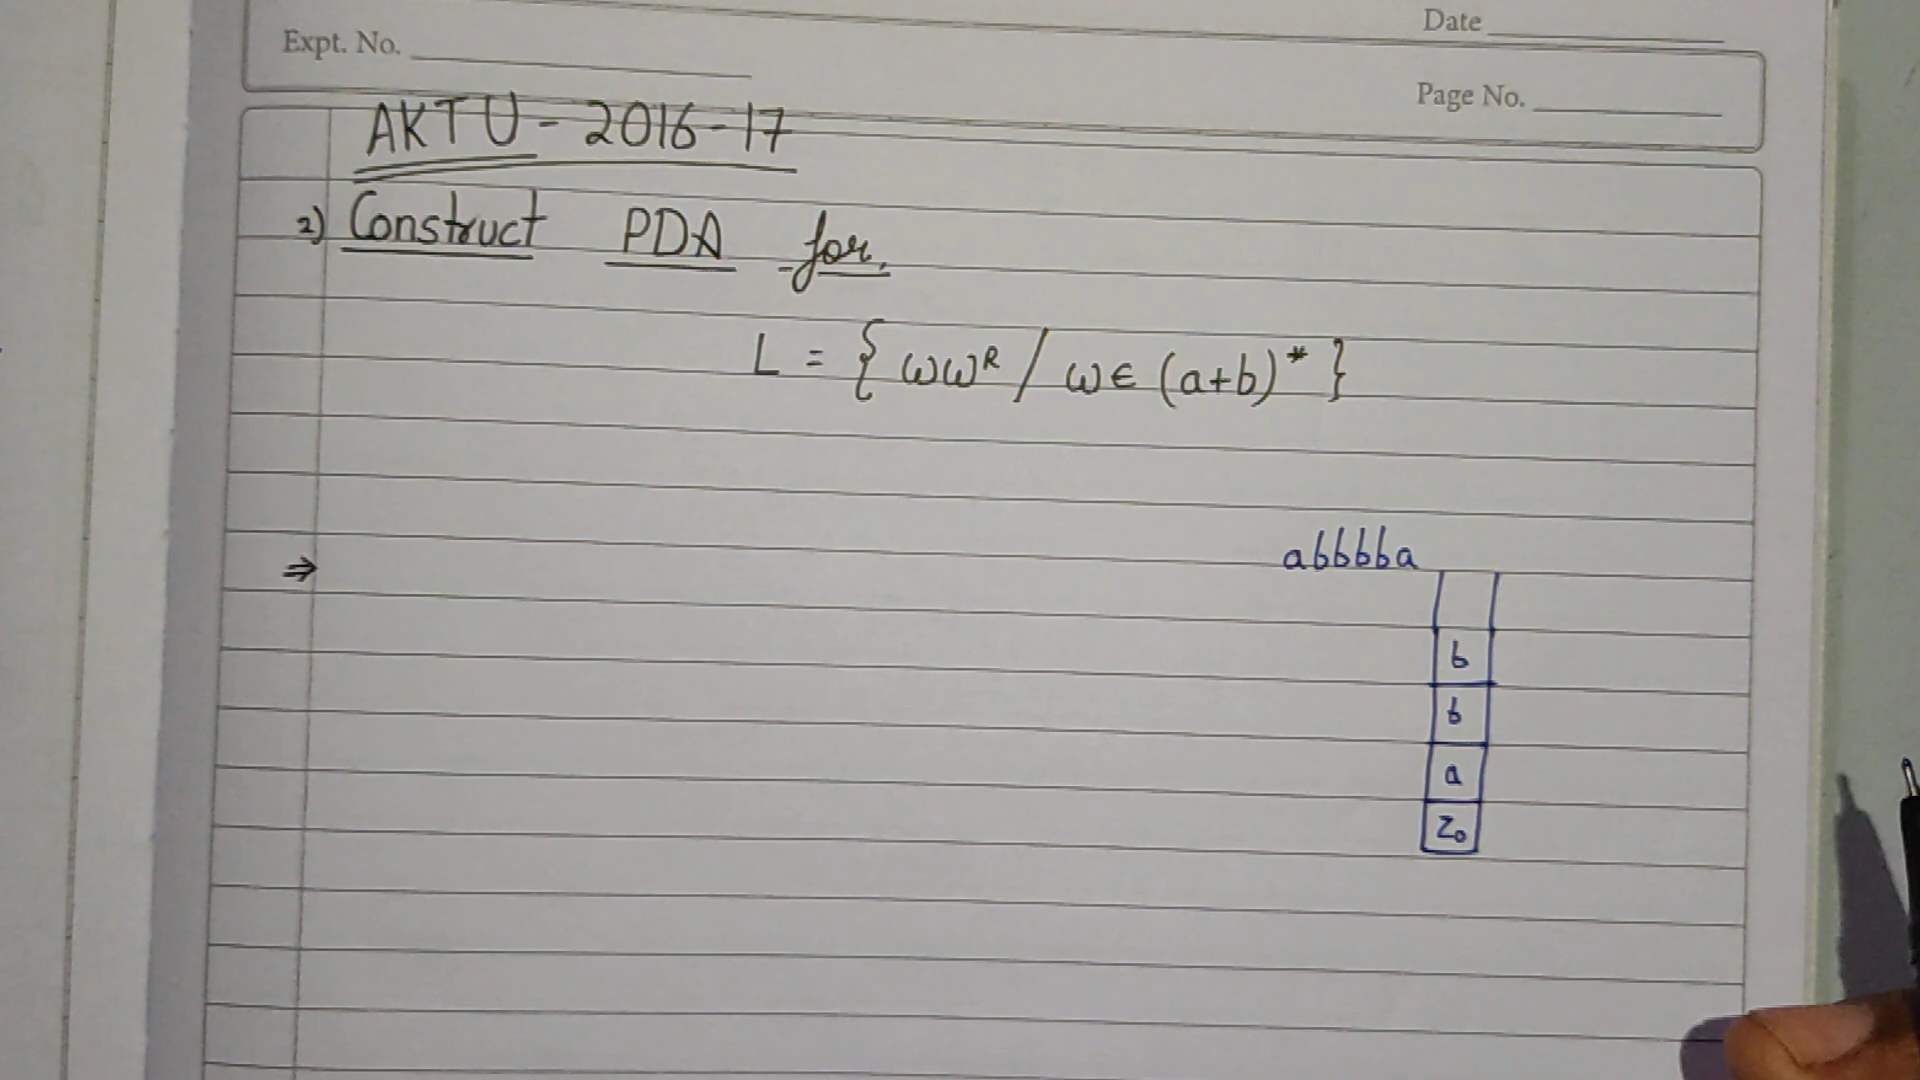 Date
Expt. No.
Page No.
AKTU - 2016-17
2) Construct PDA for,
L = { ωω^R / ω ∈ (a+b)* }
abbbba
⇒
b
b
a
z₀